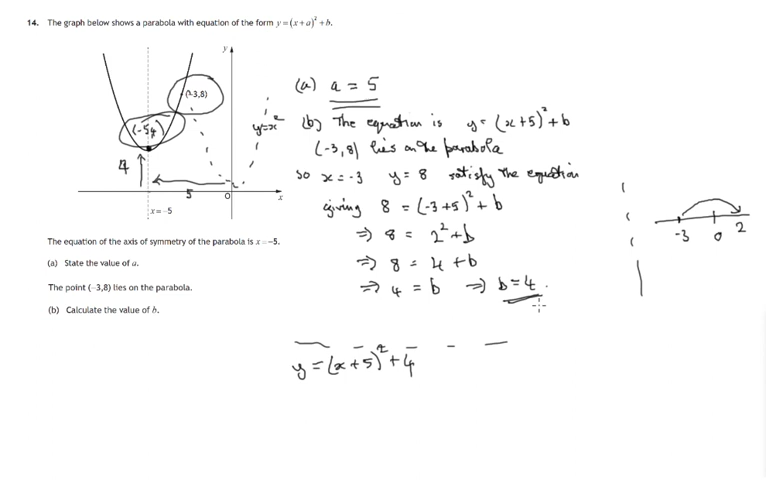 14. The graph below shows a parabola with equation of the form y = (x + a)² + b.
y
(-3,8)
(-5,4)
y=x²
4
5
0
x
x = -5
The equation of the axis of symmetry of the parabola is x = -5.
(a) State the value of a.
The point (-3,8) lies on the parabola.
(b) Calculate the value of b.
(a) a = 5
(b) The equation is y = (x+5)² + b
(-3,8) lies on the parabola
so x = -3 y = 8 satisfy the equation
giving 8 = (-3+5)² + b
⇒ 8 = 2² + b
⇒ 8 = 4 + b
⇒ 4 = b ⇒ b = 4.
y = (x+5)² + 4
-3 0 2